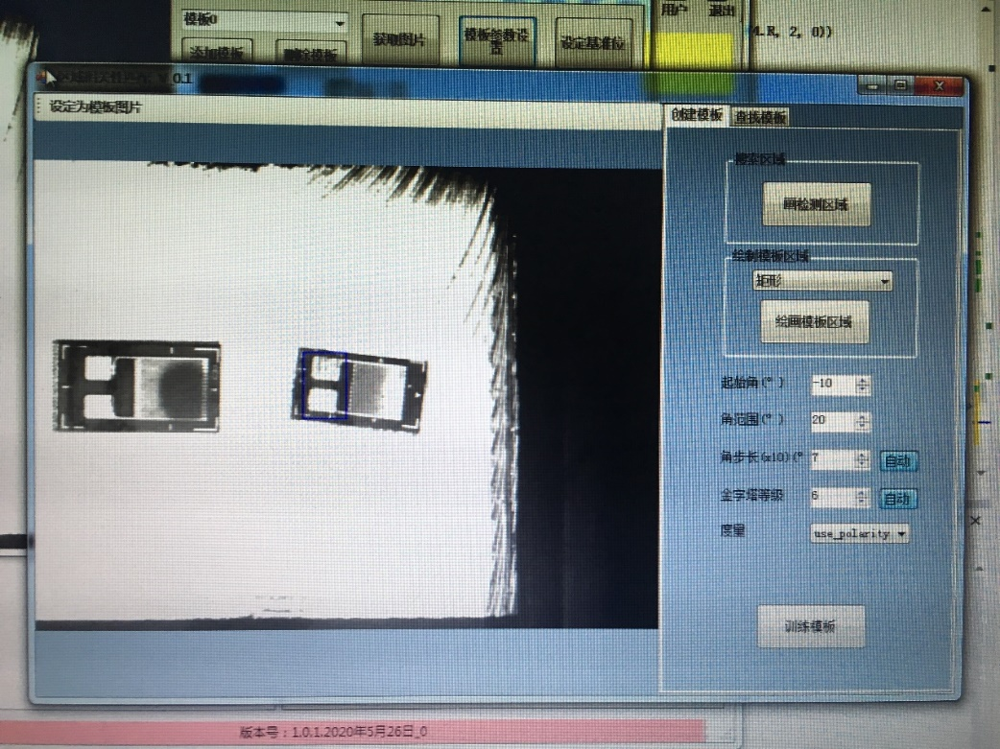 模板0
添加模板
删除模板
获取图片
模板参数设
置
设定基准位
用户 退出
4.R, 2, 0))
0.1
设定为模板图片
创建模板 查找模板
搜索区域
画检测区域
绘制模板区域
矩形
绘画模板区域
起始角(°) -10
角范围(°) 20
角步长(x10)(° 7 自动
金字塔等级 6 自动
度量 use_polarity
训练模板
版本号：1.0.1.2020年5月26日_0